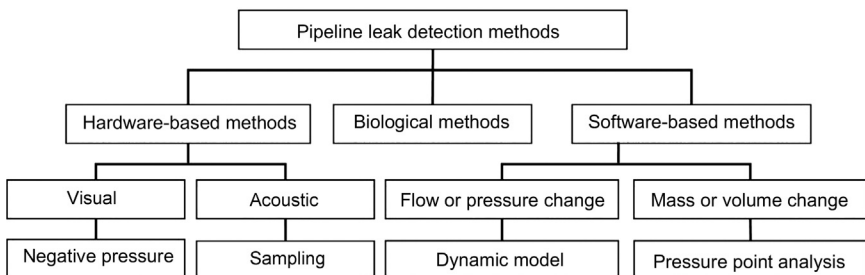 Pipeline leak detection methods
Hardware-based methods
Biological methods
Software-based methods
Visual
Acoustic
Flow or pressure change
Mass or volume change
Negative pressure
Sampling
Dynamic model
Pressure point analysis